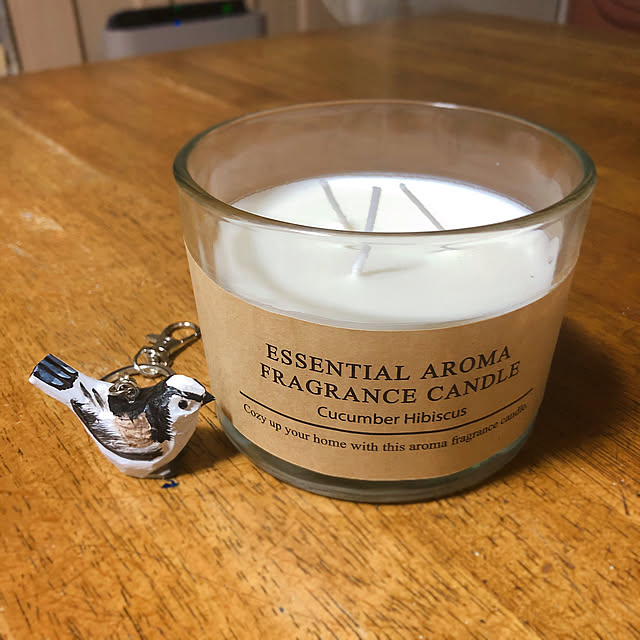 ESSENTIAL AROMA
FRAGRANCE CANDLE
Cucumber Hibiscus
Cozy up your home with this aroma fragrance candle.